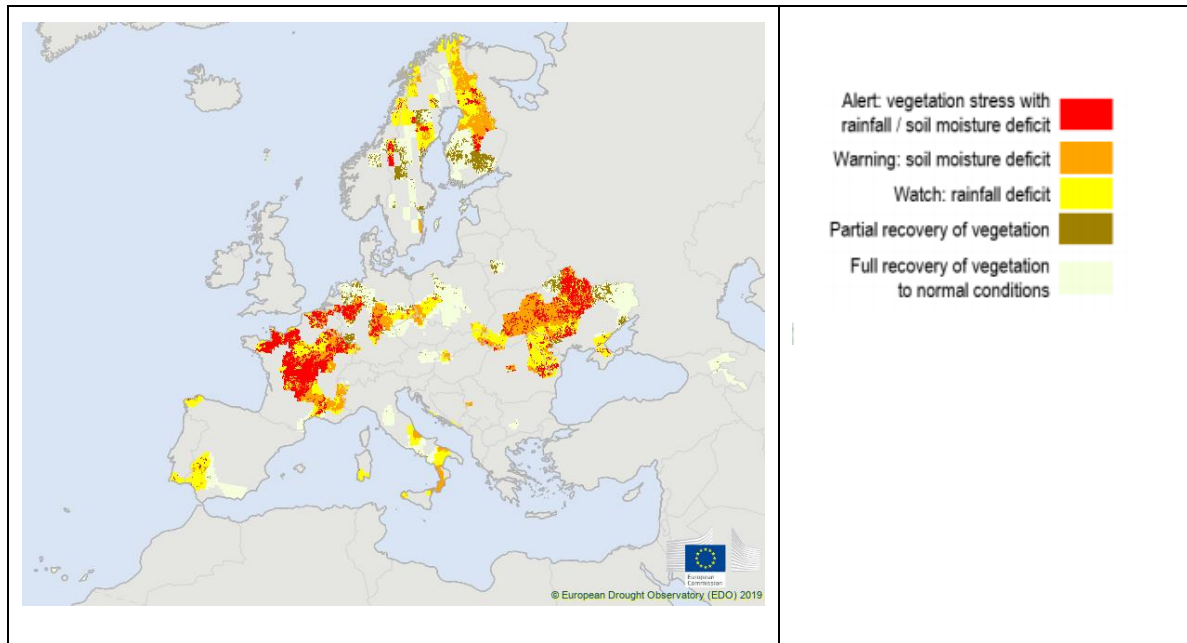 Alert: vegetation stress with
rainfall / soil moisture deficit
Warning: soil moisture deficit
Watch: rainfall deficit
Partial recovery of vegetation
Full recovery of vegetation
to normal conditions
European
Commission
© European Drought Observatory (EDO) 2019